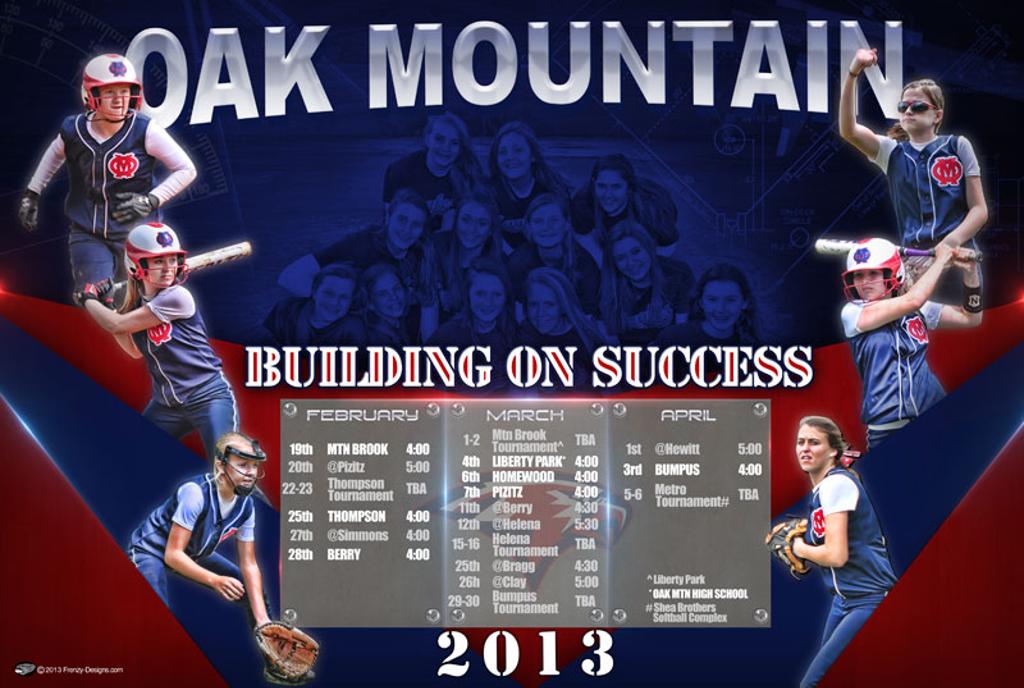 OAK MOUNTAIN
BUILDING ON SUCCESS
FEBRUARY
19th MTN BROOK 4:00
20th @Pizitz 5:00
22-23 Thompson Tournament TBA
25th THOMPSON 4:00
27th @Simmons 4:00
28th BERRY 4:00
MARCH
1-2 Mtn Brook Tournament^ TBA
4th LIBERTY PARK* 4:00
6th HOMEWOOD 4:00
7th PIZITZ 4:00
11th @Berry 4:30
12th @Helena 5:30
15-16 Helena Tournament TBA
25th @Bragg 4:30
26h @Clay 5:00
29-30 Bumpus Tournament TBA
APRIL
1st @Hewitt 5:00
3rd BUMPUS 4:00
5-6 Metro Tournament# TBA
^ Liberty Park
* OAK MTN HIGH SCHOOL
# Shea Brothers
Softball Complex
2013
©2013 Frenzy-Designs.com